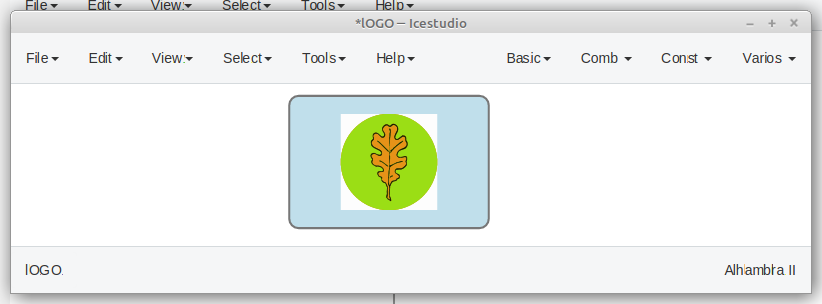 File Edit View: Select Tools Help
*lOGO – Icestudio
File Edit View: Select Tools Help Basic Comb Const Varios
lOGO. Alhambra II